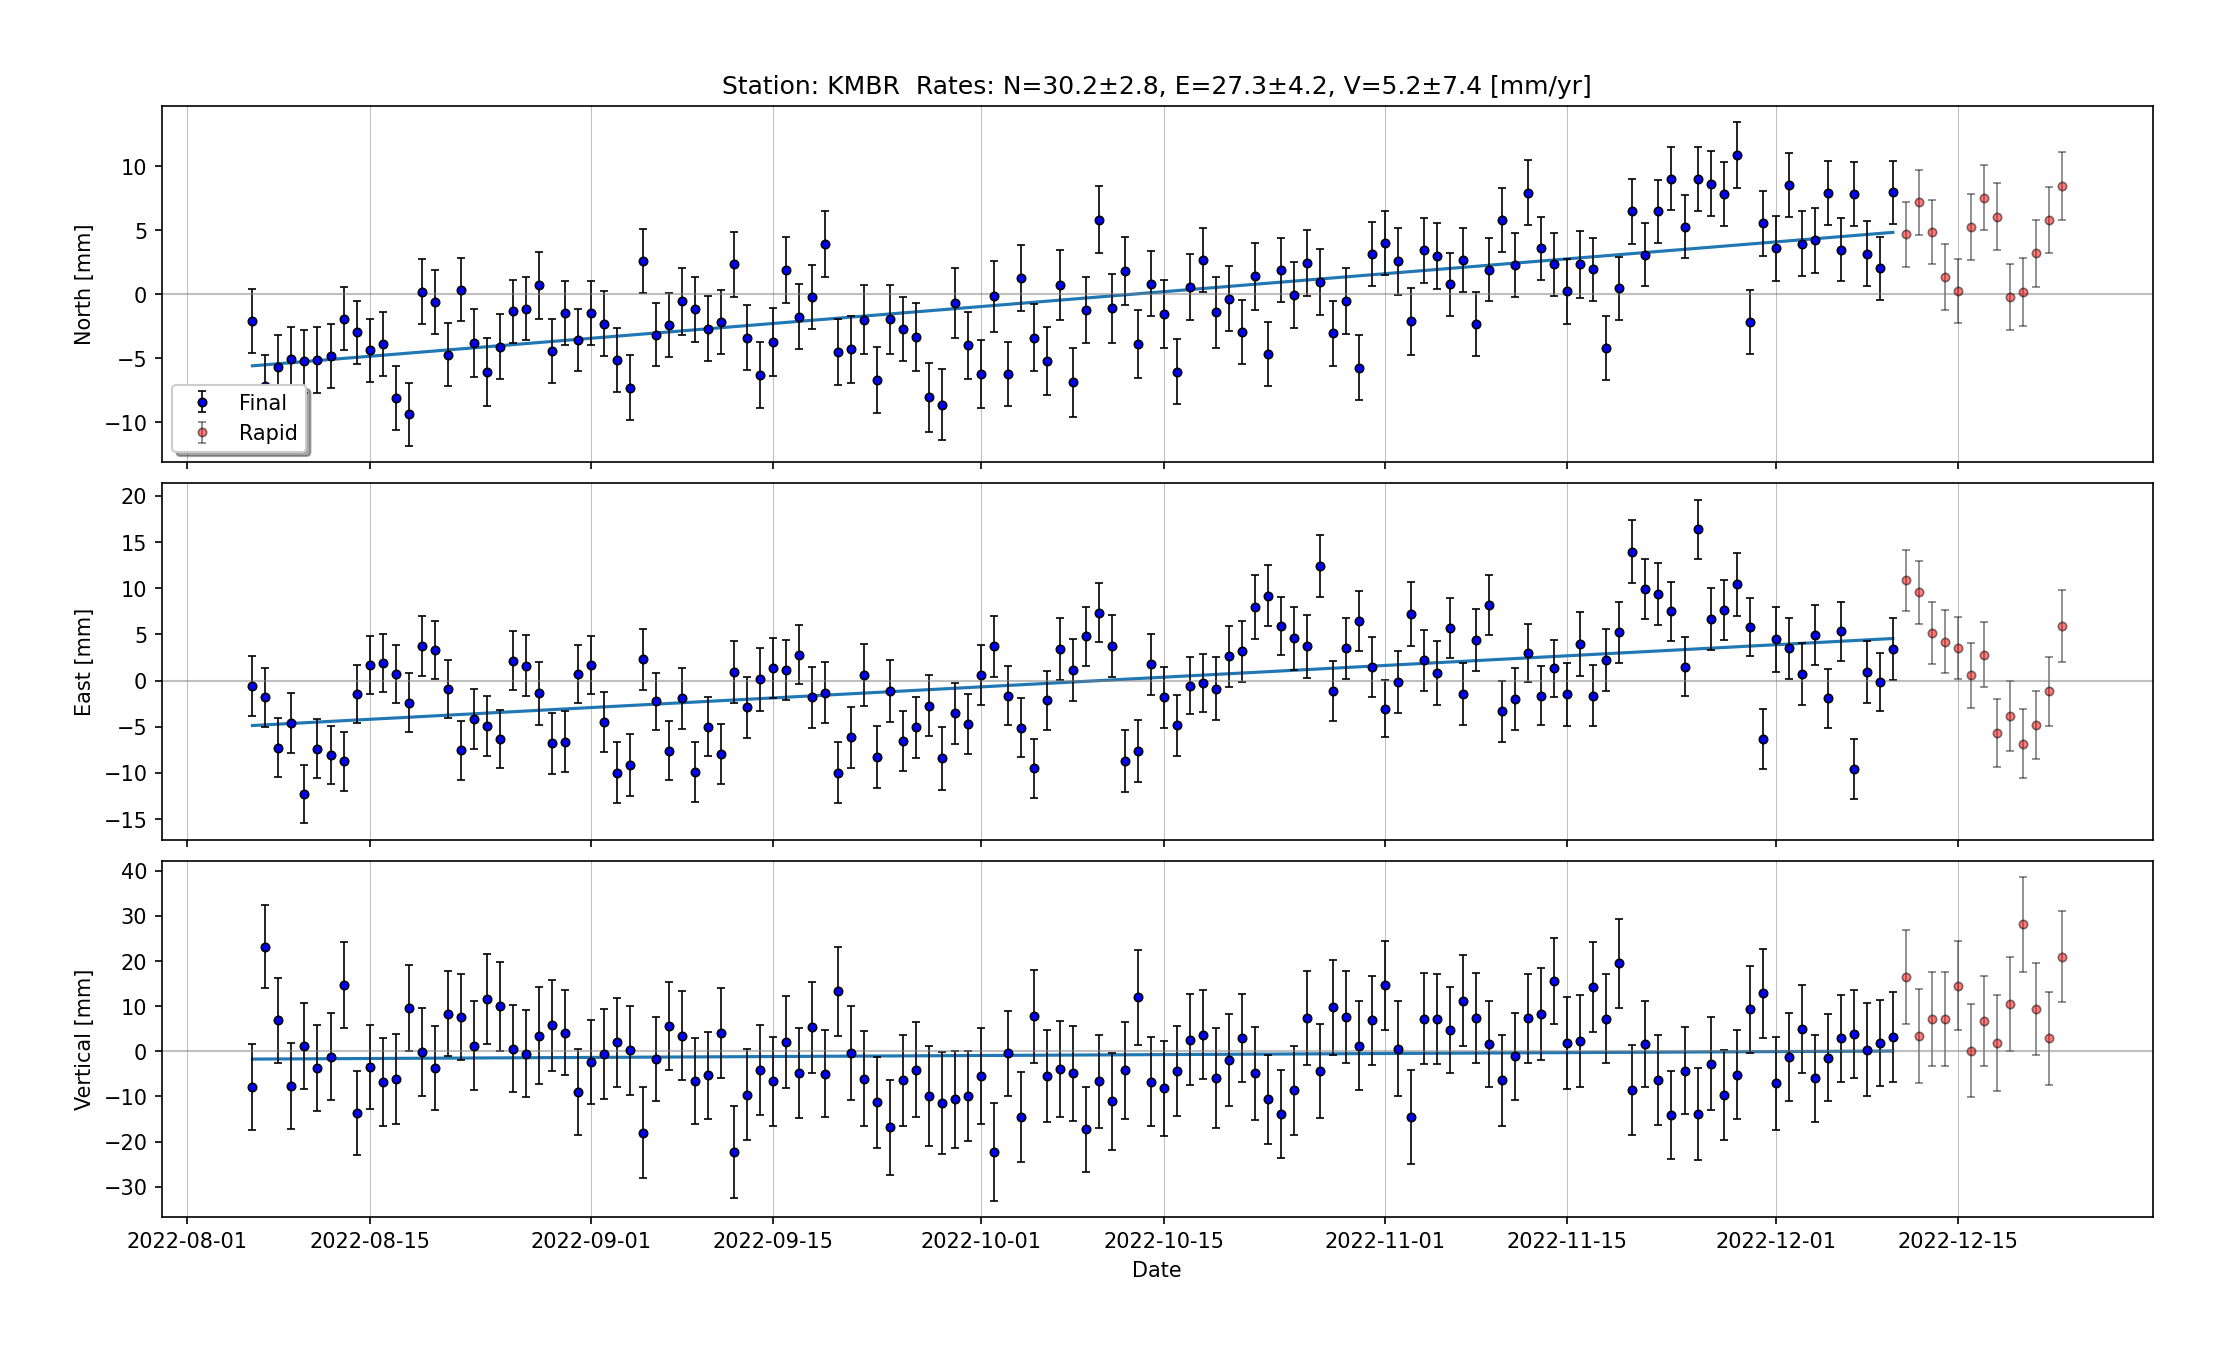 Station: KMBR  Rates: N=30.2±2.8, E=27.3±4.2, V=5.2±7.4 [mm/yr]
North [mm]
10
5
0
−5
−10
Final
Rapid
East [mm]
20
15
10
5
0
−5
−10
−15
Vertical [mm]
40
30
20
10
0
−10
−20
−30
2022-08-01 2022-08-15 2022-09-01 2022-09-15 2022-10-01 2022-10-15 2022-11-01 2022-11-15 2022-12-01 2022-12-15
Date